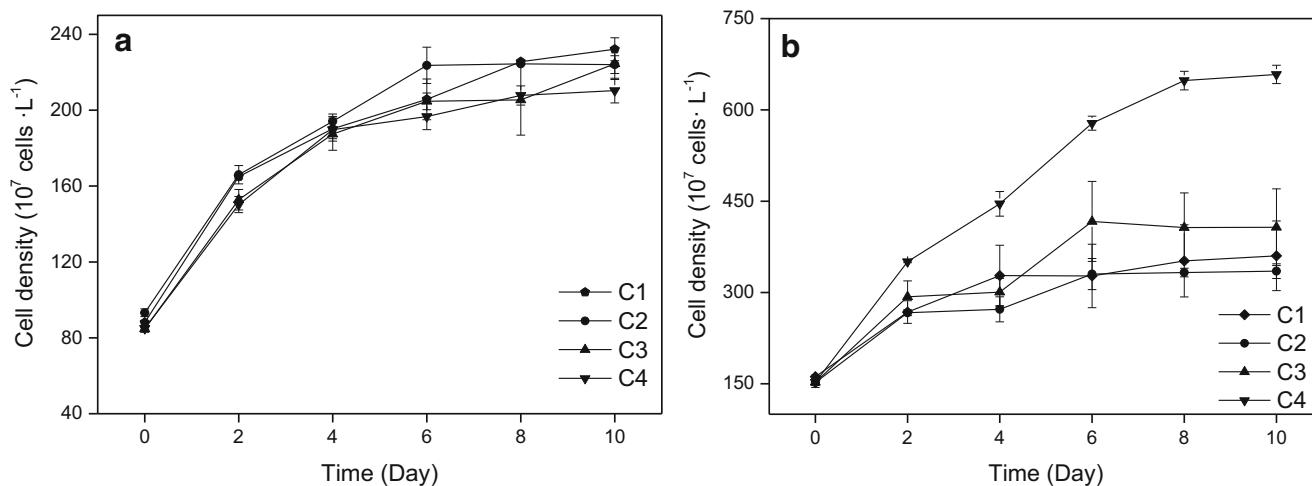 a
Cell density (10⁷ cells · L⁻¹)
240
200
160
120
80
40
0 2 4 6 8 10
Time (Day)
C1
C2
C3
C4
b
Cell density (10⁷ cells· L⁻¹)
750
600
450
300
150
0 2 4 6 8 10
Time (Day)
C1
C2
C3
C4